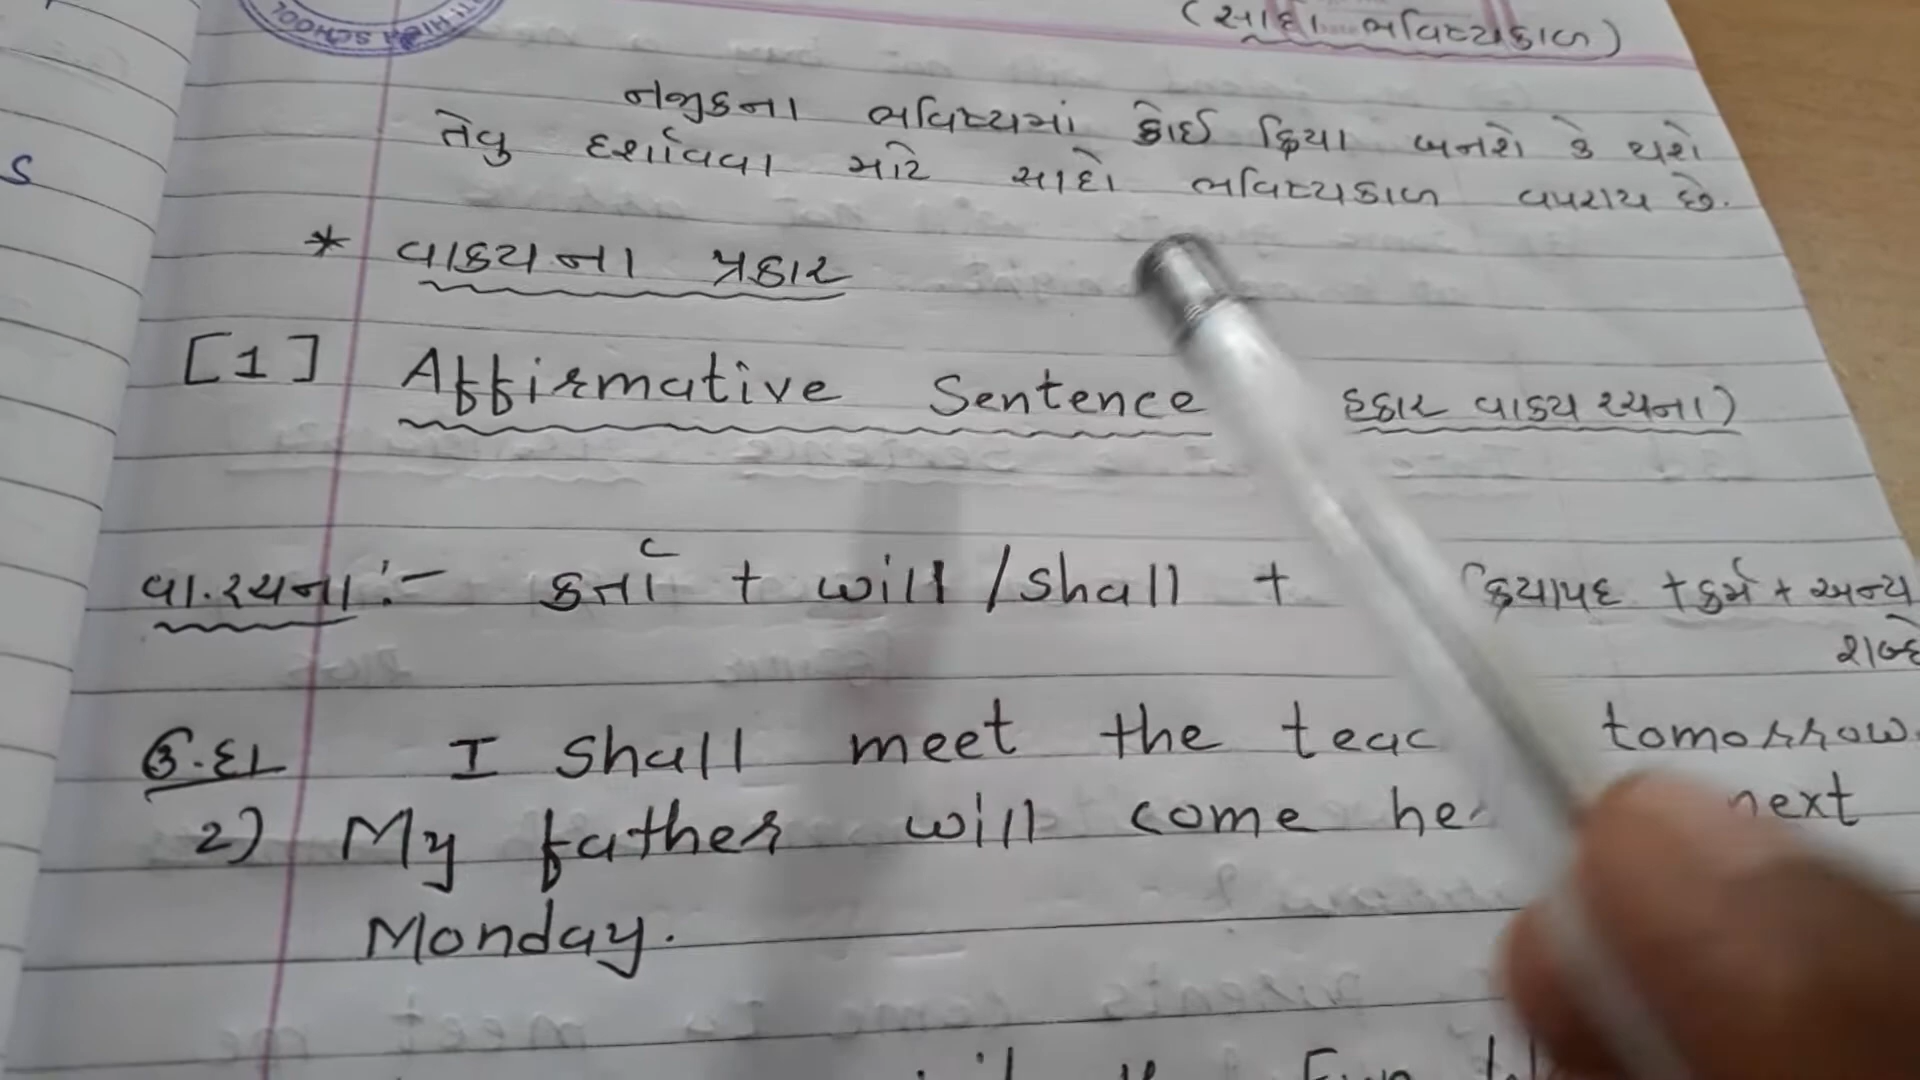 HIGH SCHOOL
(સાદો ભવિષ્યકાળ)
નજીકના ભવિષ્યમાં કોઈ ક્રિયા બનશે કે થશે
તેવુ દર્શાવવા માટે સાદો ભવિષ્યકાળ વપરાય છે.
S
* વાક્યના પ્રકાર
[1] Affirmative Sentence હકાર વાક્ય રચના)
વા.રચના:- કર્તા + will /shall + ક્રિયાપદ + કર્મ + અન્ય
શબ્દો
ઉ.દા I shall meet the teac tomorrow.
2) My father will come he next
Monday.